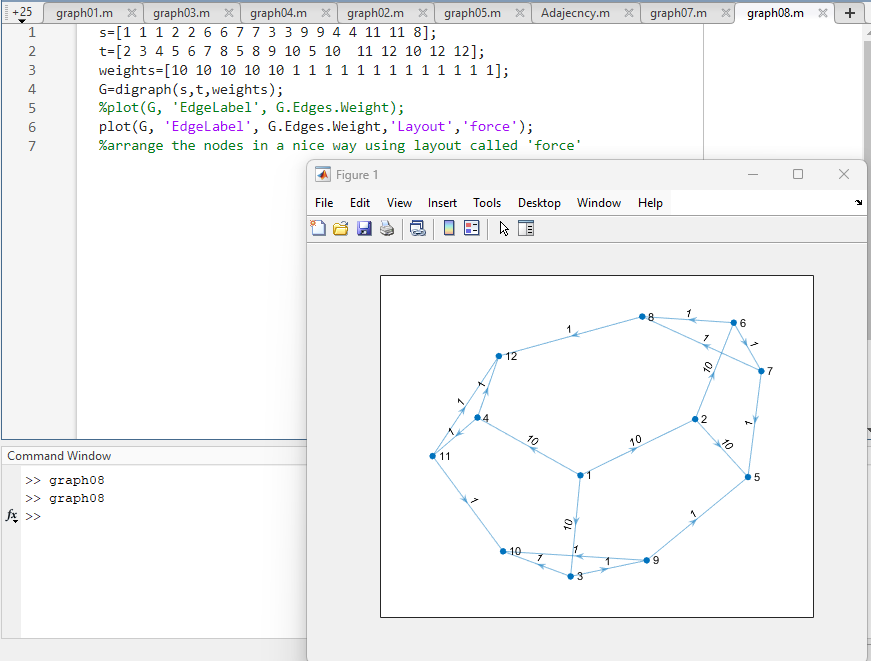 +25 graph01.m graph03.m graph04.m graph02.m graph05.m Adajecncy.m graph07.m graph08.m
1 s=[1 1 1 2 2 6 6 7 7 3 3 9 9 4 4 11 11 8];
2 t=[2 3 4 5 6 7 8 5 8 9 10 5 10  11 12 10 12 12];
3 weights=[10 10 10 10 10 1 1 1 1 1 1 1 1 1 1 1 1 1];
4 G=digraph(s,t,weights);
5 %plot(G, 'EdgeLabel', G.Edges.Weight);
6 plot(G, 'EdgeLabel', G.Edges.Weight,'Layout','force');
7 %arrange the nodes in a nice way using layout called 'force'
Figure 1
File Edit View Insert Tools Desktop Window Help
1
8
6
1
1
1
7
12
10
1
1
4
2
1
1
10
10
10
11
1
5
1
10
1
10
1
1
1
9
3
Command Window
>> graph08
>> graph08
fx >>